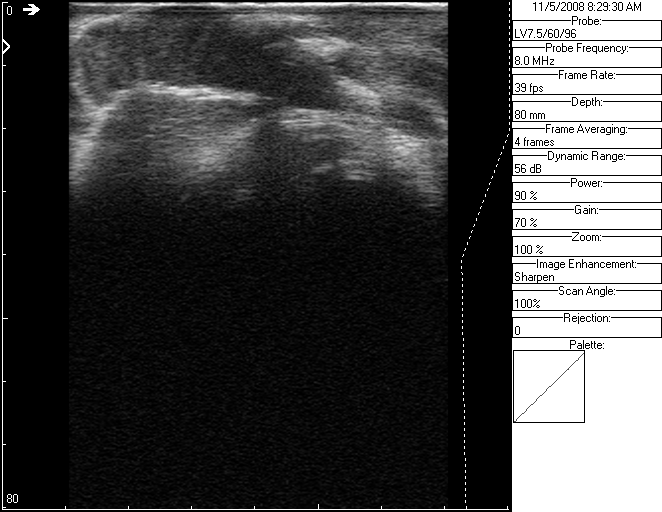 0
11/5/2008 8:29:30 AM
Probe:
LV7.5/60/96
Probe Frequency:
8.0 MHz
Frame Rate:
39 fps
Depth:
80 mm
Frame Averaging:
4 frames
Dynamic Range:
56 dB
Power:
90 %
Gain:
70 %
Zoom:
100 %
Image Enhancement:
Sharpen
Scan Angle:
100%
Rejection:
0
Palette:
80